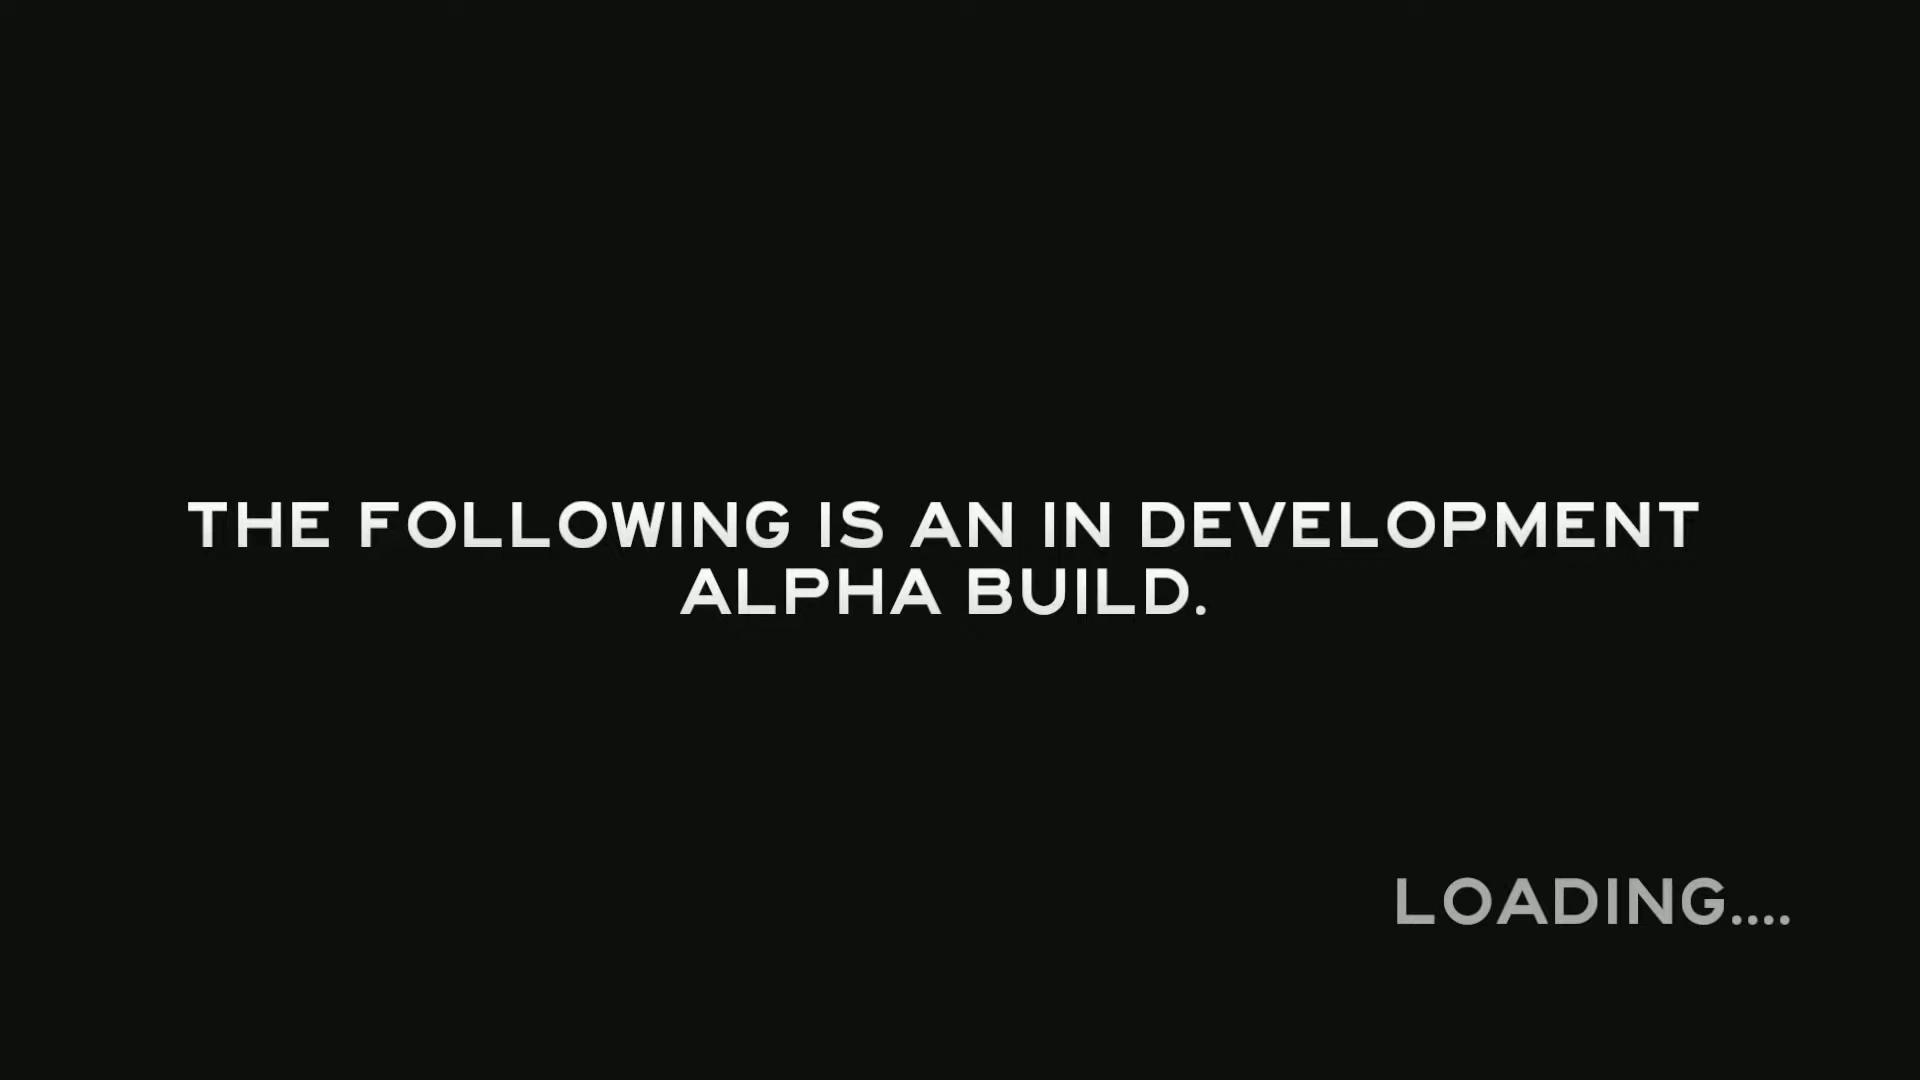 THE FOLLOWING IS AN IN DEVELOPMENT
ALPHA BUILD.
LOADING....